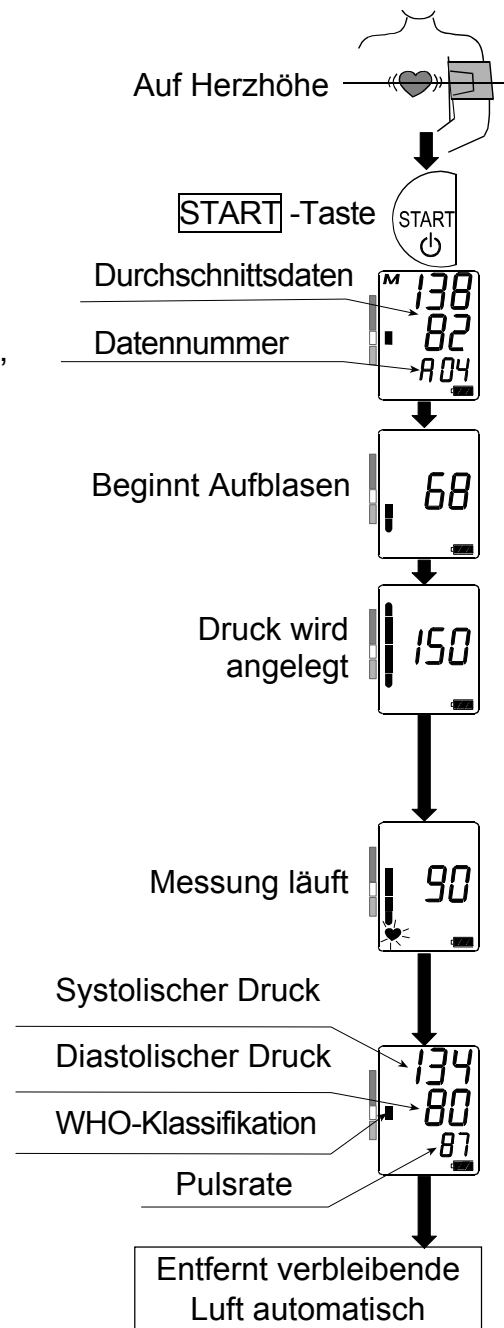 Auf Herzhöhe
START -Taste
START
Durchschnittsdaten
M 138
82
,
Datennummer
A04
Beginnt Aufblasen
68
Druck wird
angelegt
150
Messung läuft
90
Systolischer Druck
134
Diastolischer Druck
80
WHO-Klassifikation
87
Pulsrate
Entfernt verbleibende
Luft automatisch